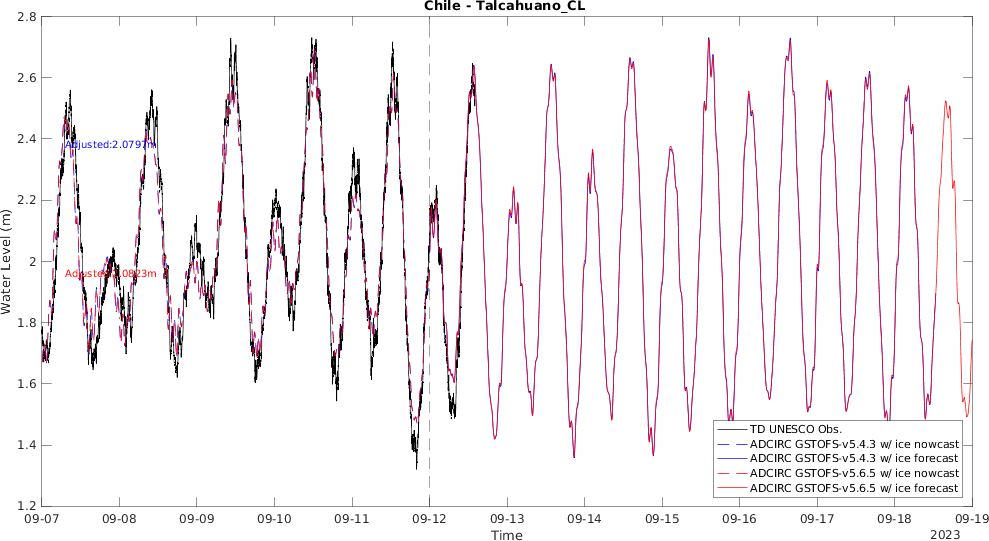 Chile - Talcahuano_CL
Water Level (m)
2.8
2.6
2.4
2.2
2
1.8
1.6
1.4
1.2
Adjusted:2.0797m
Adjusted:2.0823m
TD UNESCO Obs.
ADCIRC GSTOFS-v5.4.3 w/ ice nowcast
ADCIRC GSTOFS-v5.4.3 w/ ice forecast
ADCIRC GSTOFS-v5.6.5 w/ ice nowcast
ADCIRC GSTOFS-v5.6.5 w/ ice forecast
09-07 09-08 09-09 09-10 09-11 09-12 09-13 09-14 09-15 09-16 09-17 09-18 09-19
Time
2023